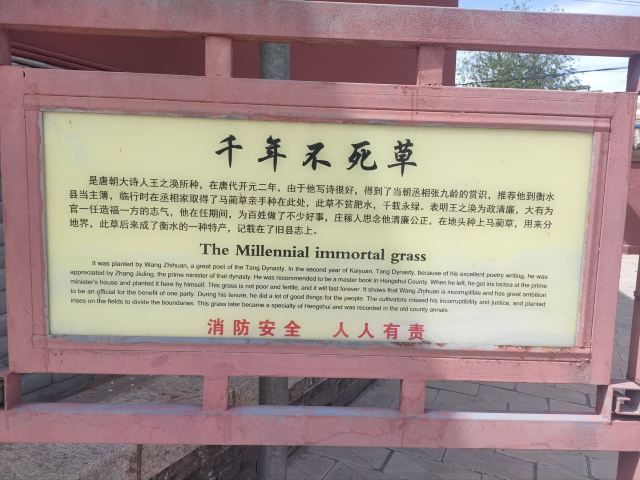 千年不死草
是唐朝大诗人王之涣所种，在唐代开元二年，由于他写诗很好，得到了当朝丞相张九龄的赏识，推荐他到衡水
县当主簿，临行时在丞相家取得了马蔺草亲手种在此处，此草不贫肥水，千载永绿。表明王之涣为政清廉，大有为
官一任造福一方的志气，他在任期间，为百姓做了不少好事，庄稼人思念他清廉公正，在地头种上马蔺草，用来分
地界，此草后来成了衡水的一种特产，记载在了旧县志上。
The Millennial immortal grass
It was planted by Wang Zhihuan, a great poet of the Tang Dynasty. In the second year of Kaiyuan, Tang Dynasty, because of his excellent poetry writing, he was
appreciated by Zhang Jiuling, the prime minister of that dynasty. He was recommended to be a master book in Hengshui County. When he left, he got its lactea at the prime
minister's house and planted it here by himself. This grass is not poor and fertile, and it will last forever. It shows that Wang Zhihuan is incorruptible and has great ambition
to be an official for the benefit of one party. During his tenure, he did a lot of good things for the people. The cultivators missed his incorruptibility and justice, and planted
irises on the fields to divide the boundaries. This grass later became a specialty of Hengshui and was recorded in the old county annals.
消防安全 人人有责